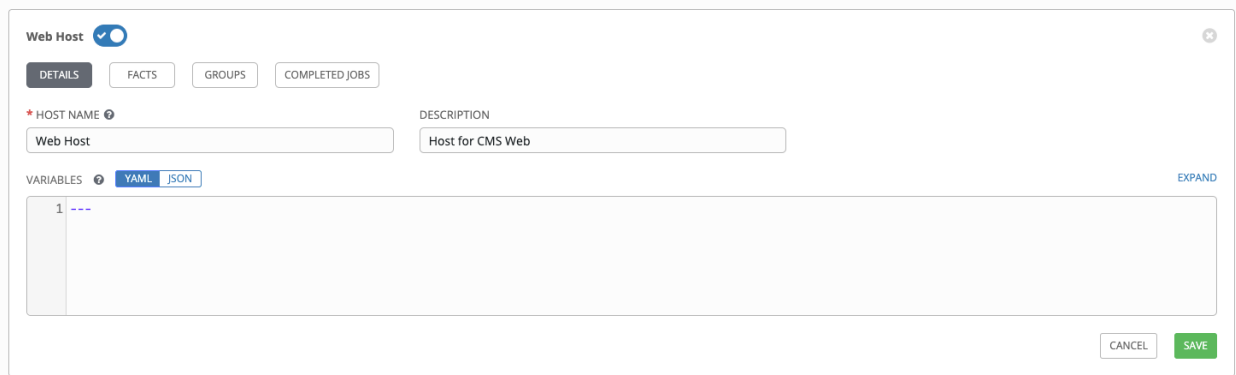 Web Host
DETAILS FACTS GROUPS COMPLETED JOBS
* HOST NAME ? DESCRIPTION
Web Host Host for CMS Web
VARIABLES ? YAML JSON EXPAND
1 ---
CANCEL SAVE